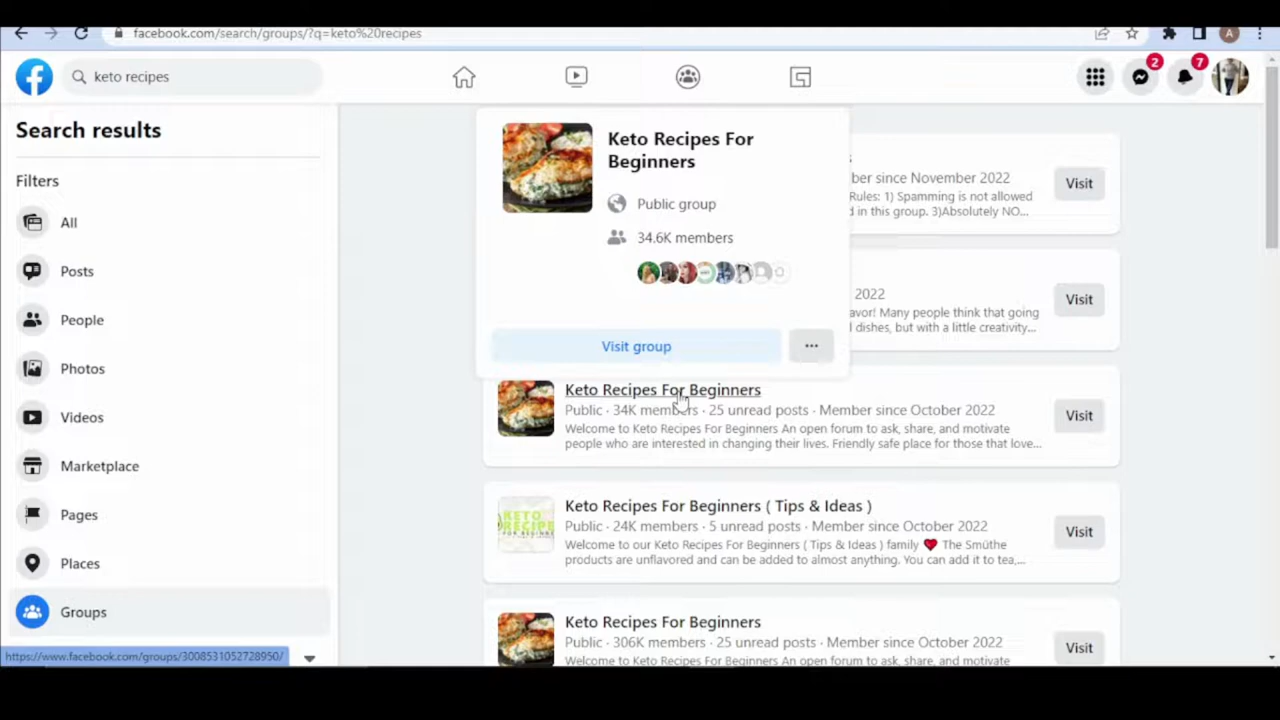 facebook.com/search/groups/?q=keto%20recipes
A
keto recipes
2
7
Search results
Filters
All
Posts
People
Photos
Videos
Marketplace
Pages
Places
Groups
https://www.facebook.com/groups/3008531052728950/
Keto Recipes For
Beginners
Public group
34.6K members
Visit group
ber since November 2022
Rules: 1) Spamming is not allowed
d in this group. 3)Absolutely NO...
Visit
2022
avor! Many people think that going
dishes, but with a little creativity...
Visit
Keto Recipes For Beginners
Public · 34K members · 25 unread posts · Member since October 2022
Welcome to Keto Recipes For Beginners An open forum to ask, share, and motivate
people who are interested in changing their lives. Friendly safe place for those that love...
Visit
KETO
RECIPE
FOR BEGINNE
Keto Recipes For Beginners ( Tips & Ideas )
Public · 24K members · 5 unread posts · Member since October 2022
Welcome to our Keto Recipes For Beginners ( Tips & Ideas ) family ❤ The Smüthe
products are unflavored and can be added to almost anything. You can add it to tea,...
Visit
Keto Recipes For Beginners
Public · 306K members · 25 unread posts · Member since October 2022
Welcome to Keto Recipes For Beginners An open forum to ask, share, and motivate
Visit